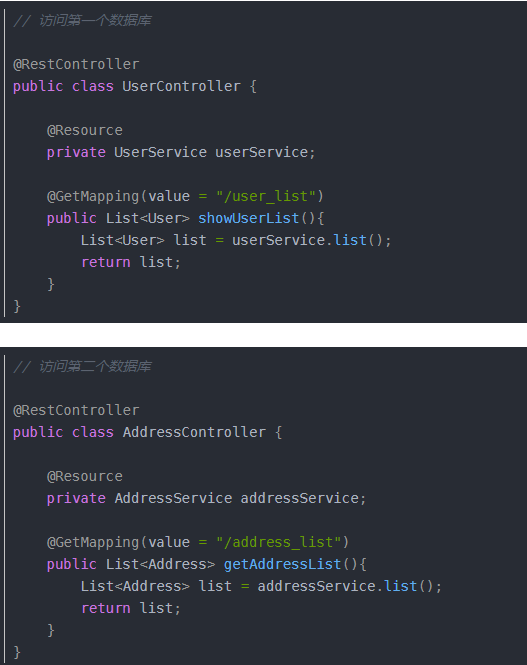 // 访问第一个数据库
@RestController
public class UserController {
@Resource
private UserService userService;
@GetMapping(value = "/user_list")
public List<User> showUserList(){
List<User> list = userService.list();
return list;
}
}
// 访问第二个数据库
@RestController
public class AddressController {
@Resource
private AddressService addressService;
@GetMapping(value = "/address_list")
public List<Address> getAddressList(){
List<Address> list = addressService.list();
return list;
}
}